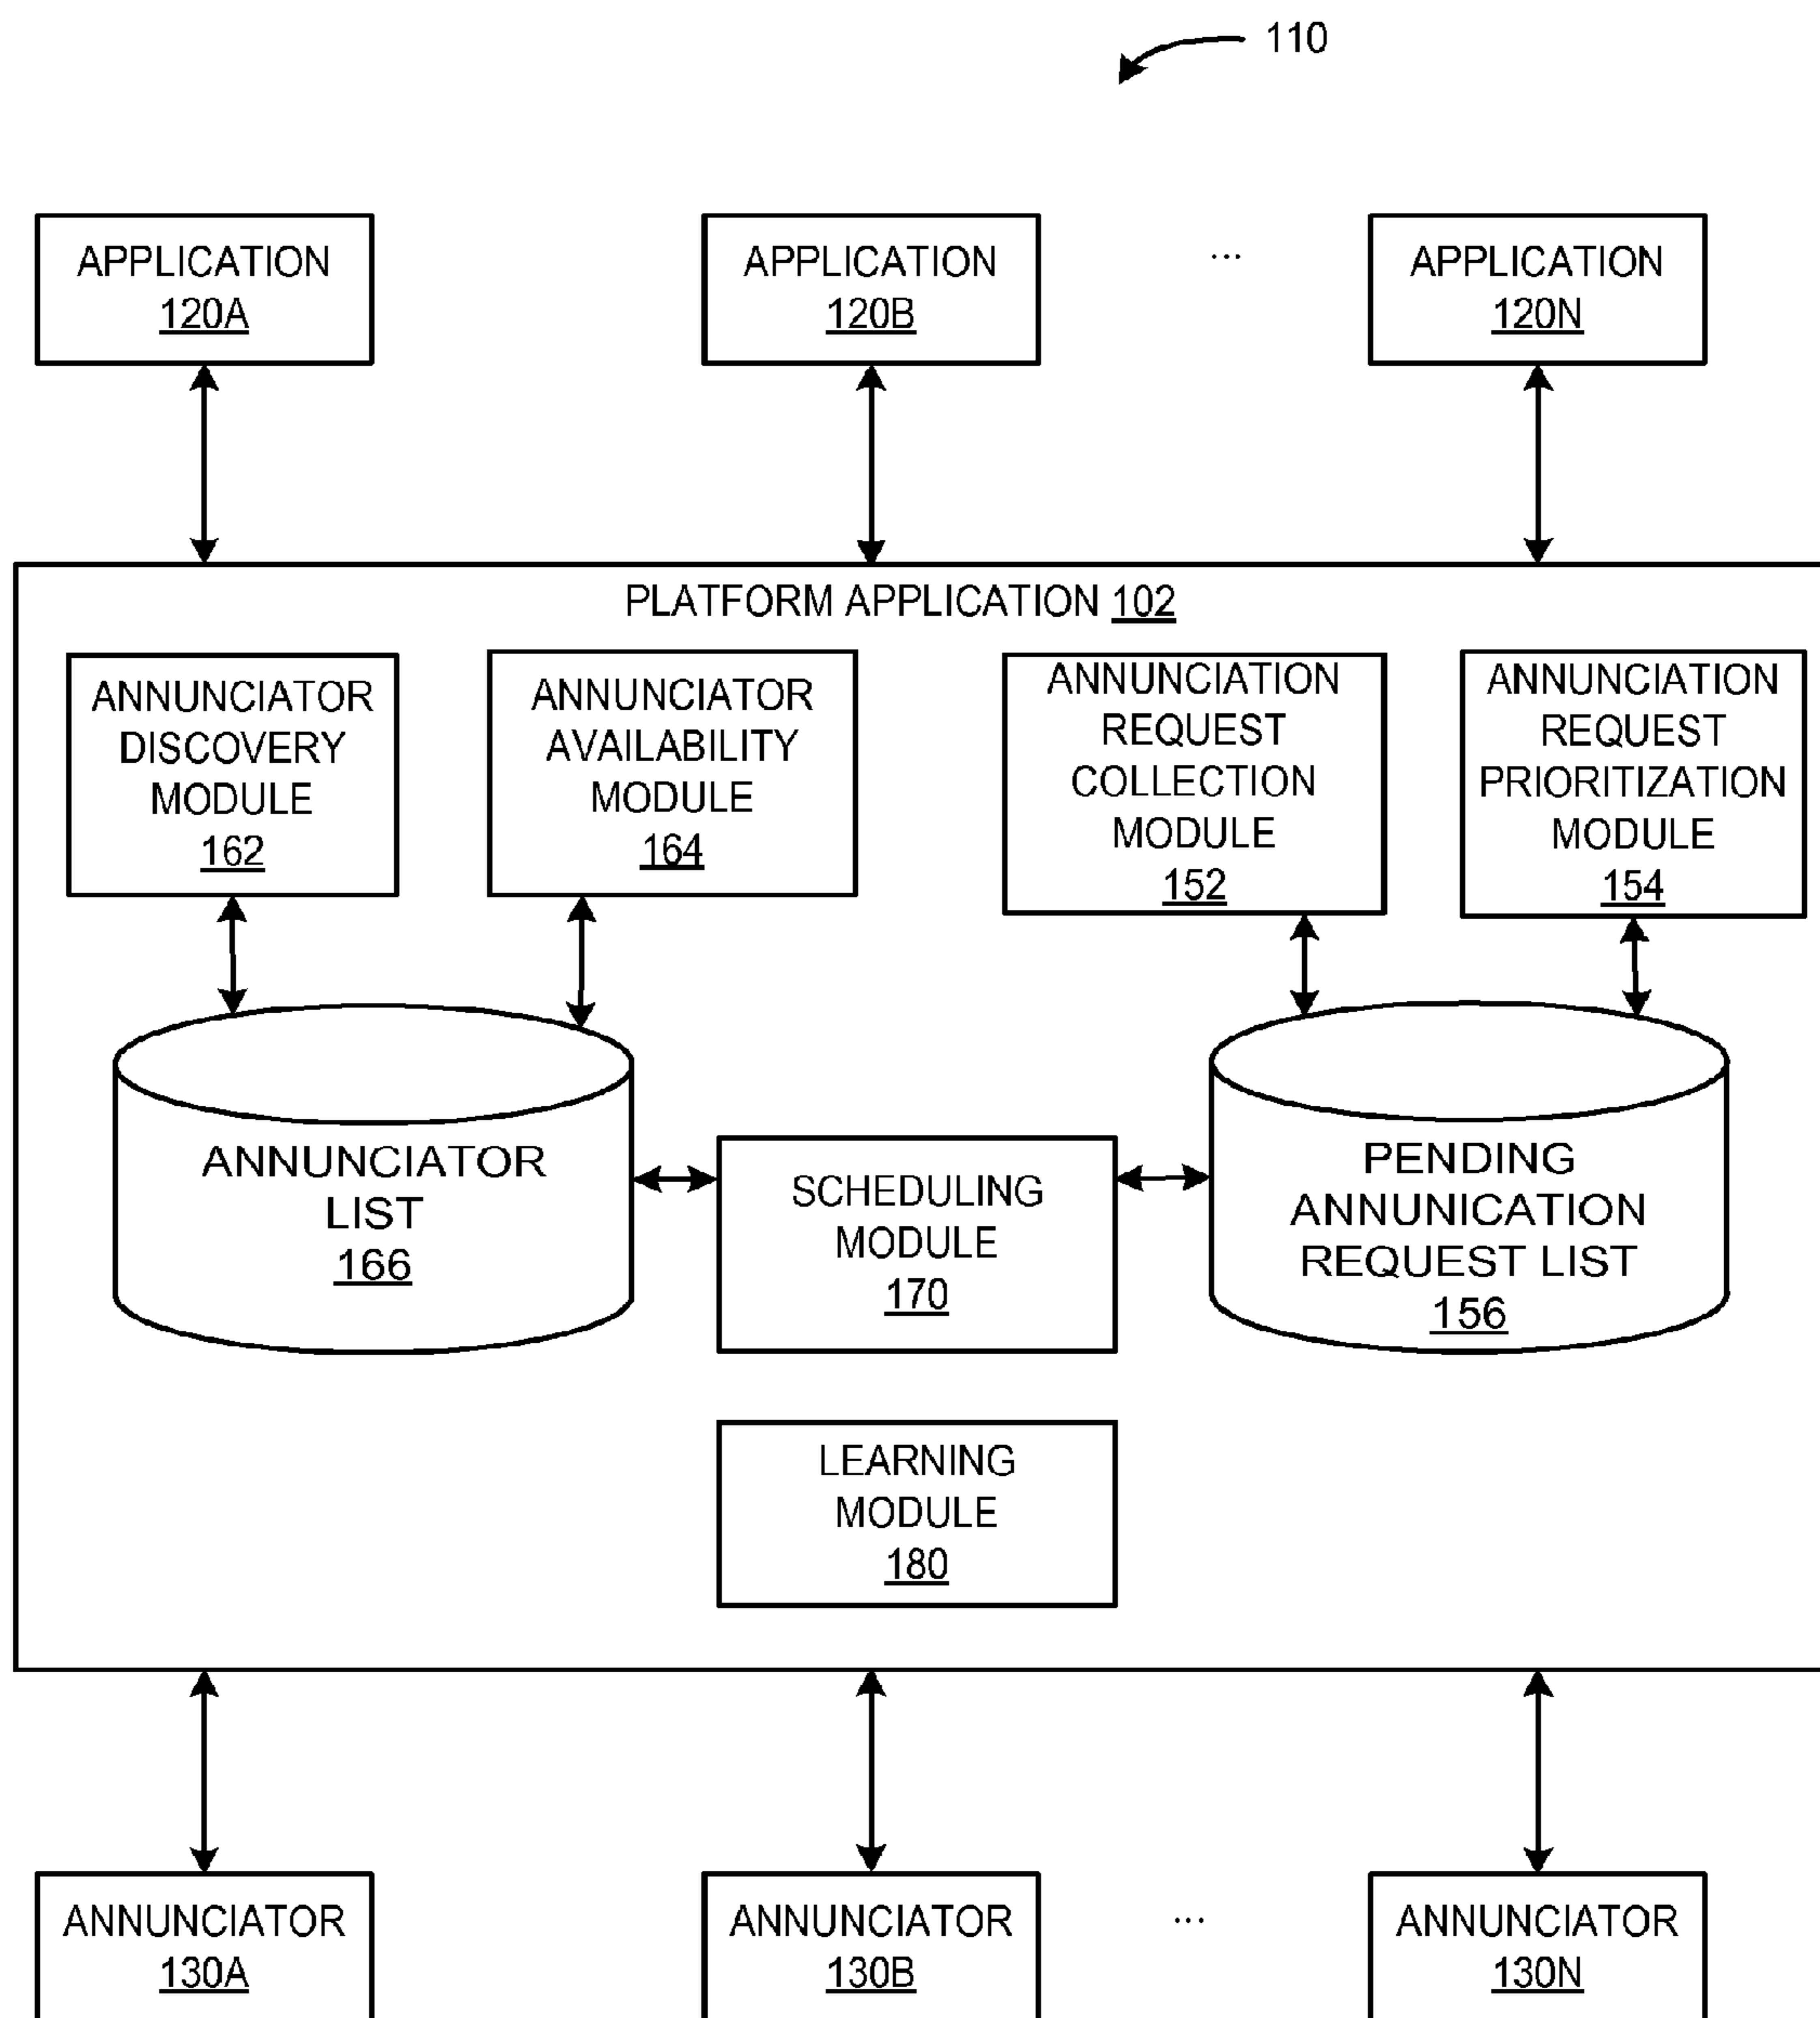 110
APPLICATION
120A
APPLICATION
120B
...
APPLICATION
120N
PLATFORM APPLICATION 102
ANNUNCIATOR
DISCOVERY
MODULE
162
ANNUNCIATOR
AVAILABILITY
MODULE
164
ANNUNCIATION
REQUEST
COLLECTION
MODULE
152
ANNUNCIATION
REQUEST
PRIORITIZATION
MODULE
154
ANNUNCIATOR
LIST
166
SCHEDULING
MODULE
170
PENDING
ANNUNICATION
REQUEST LIST
156
LEARNING
MODULE
180
ANNUNCIATOR
130A
ANNUNCIATOR
130B
...
ANNUNCIATOR
130N